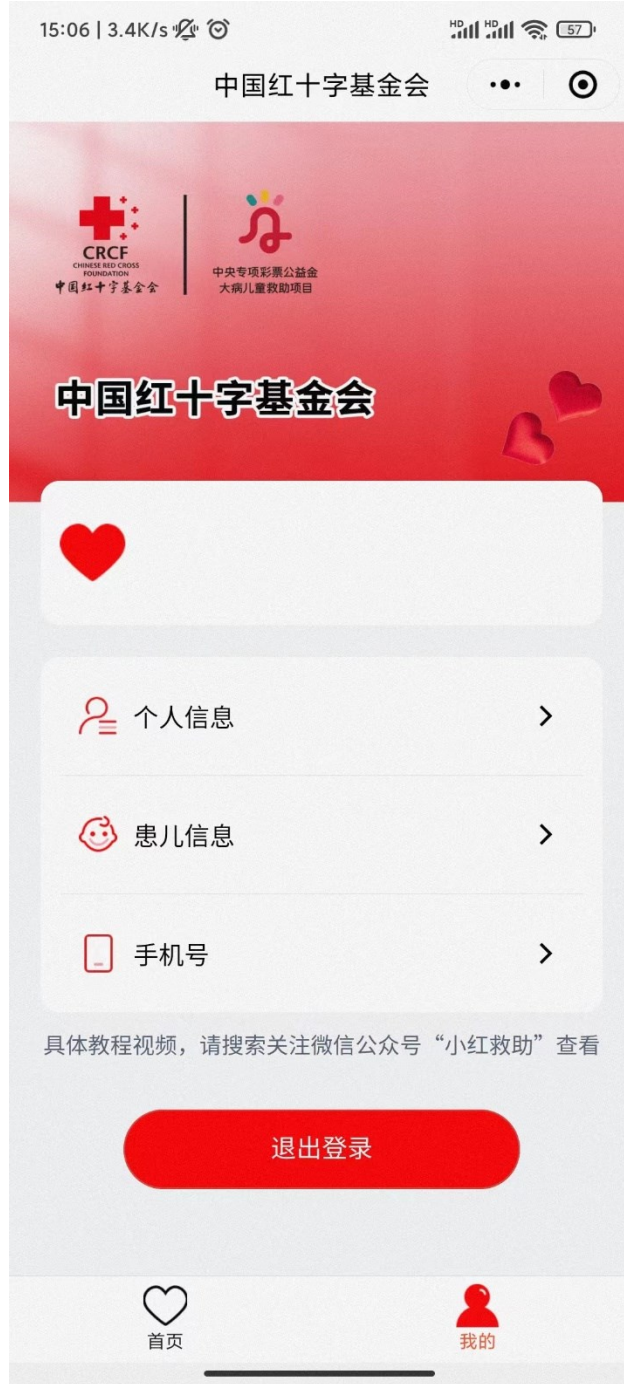 15:06 | 3.4K/s
HD HD 57
中国红十字基金会
CRCF
CHINESE RED CROSS
FOUNDATION
中国红十字基金会
中央专项彩票公益金
大病儿童救助项目
中国红十字基金会
个人信息
患儿信息
手机号
具体教程视频，请搜索关注微信公众号“小红救助”查看
退出登录
首页
我的